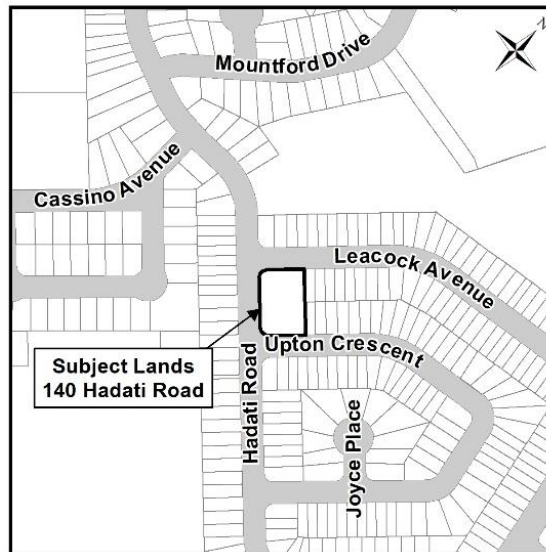 N
Mountford Drive
Cassino Avenue
Leacock Avenue
Subject Lands
140 Hadati Road
Upton Crescent
Hadati Road
Joyce Place